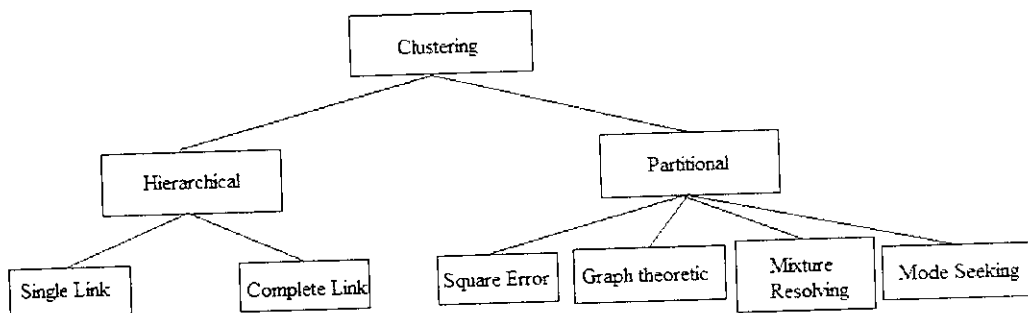 Clustering
Hierarchical
Partitional
Single Link
Complete Link
Square Error
Graph theoretic
Mixture
Resolving
Mode Seeking